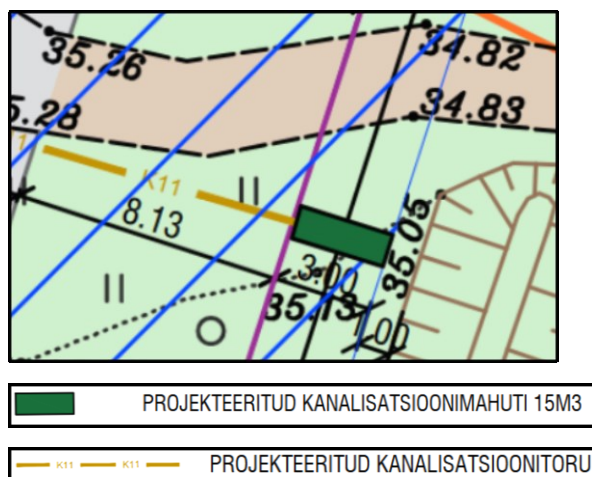 35.26
34.82
5.28
34.83
1
K11
II
8.13
35.05
3.00
II
35.13
1.00
PROJEKTEERITUD KANALISATSIOONIMAHUTI 15M3
K11 K11 PROJEKTEERITUD KANALISATSIOONITORU